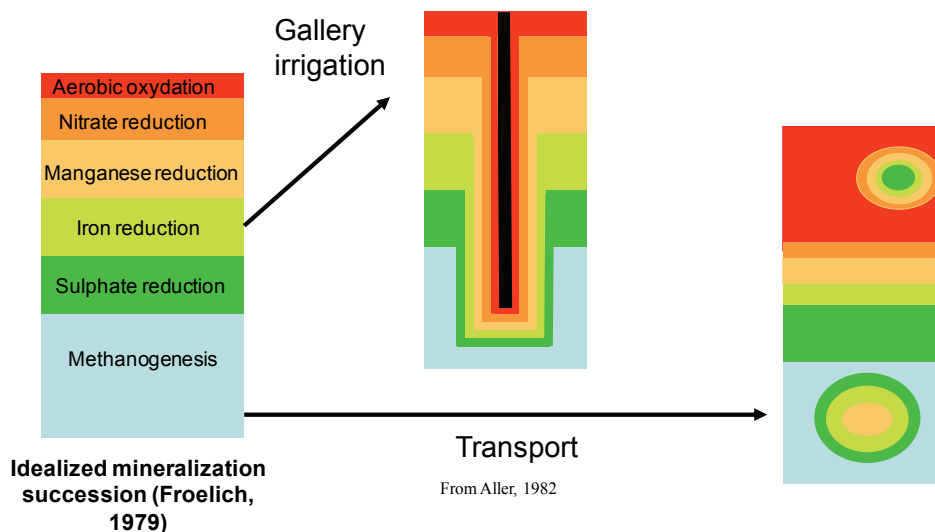 Gallery
irrigation
Aerobic oxydation
Nitrate reduction
Manganese reduction
Iron reduction
Sulphate reduction
Methanogenesis
Idealized mineralization
succession (Froelich,
1979)
Transport
From Aller, 1982